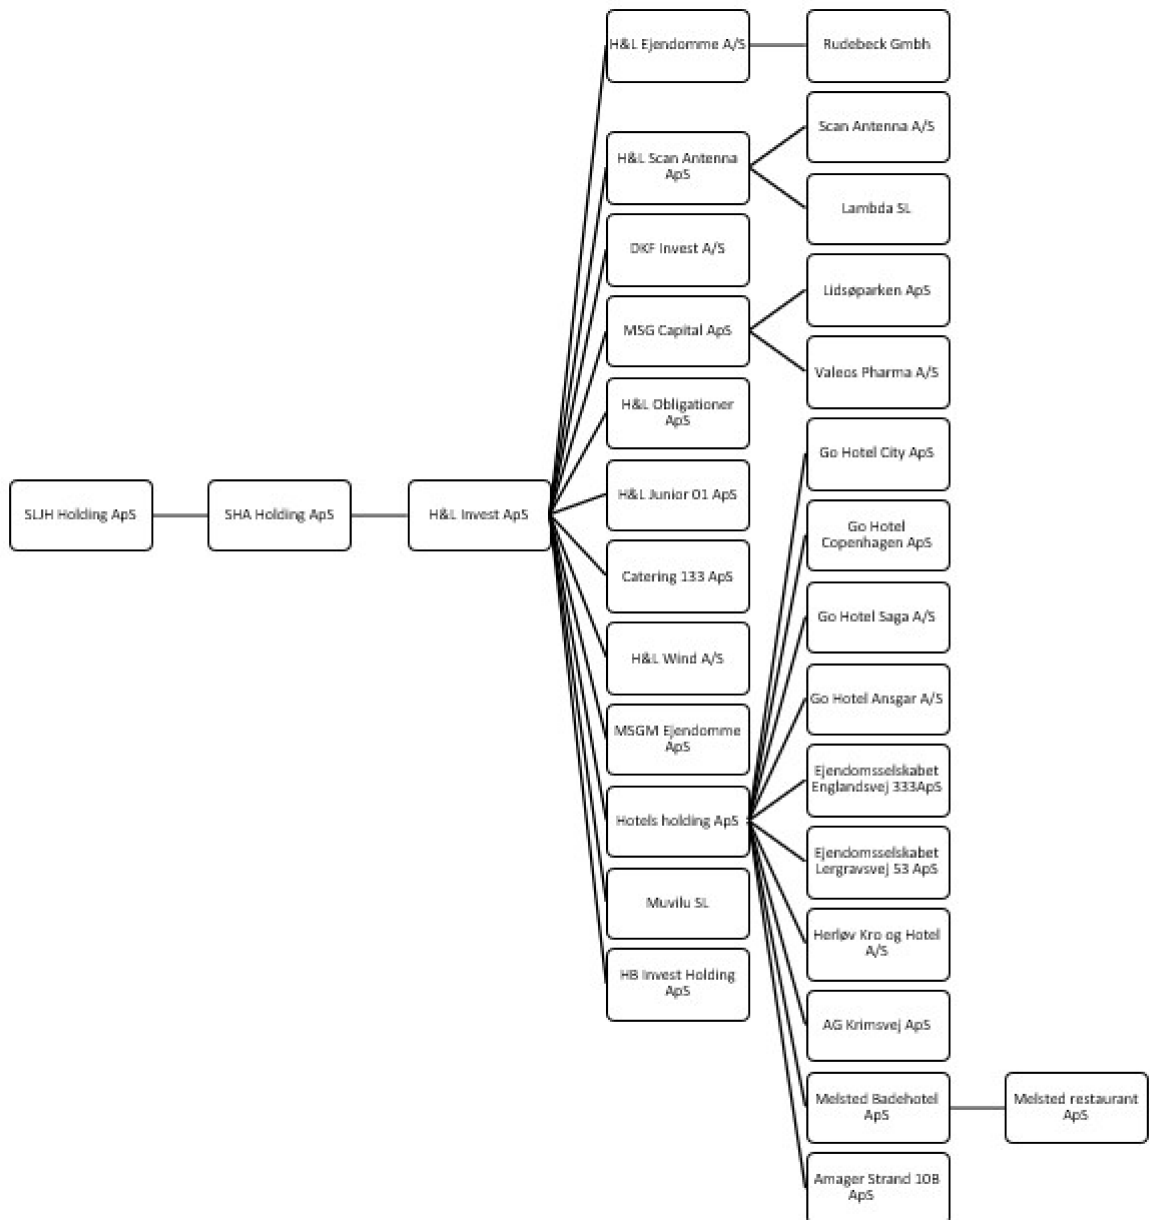 H&L Ejendomme A/S
Rudebeck Gmbh
Scan Antenna A/S
H&L Scan Antenna
ApS
Lambda SL
DKF Invest A/S
Lidsøparken ApS
MSG Capital ApS
Valeos Pharma A/S
H&L Obligationer
ApS
Go Hotel City ApS
H&L Junior 01 ApS
SLJH Holding ApS
SHA Holding ApS
H&L Invest ApS
Go Hotel
Copenhagen ApS
Catering 133 ApS
Go Hotel Saga A/S
H&L Wind A/S
Go Hotel Ansgar A/S
MSGM Ejendomme
ApS
Ejendomsselskabet
Englandsvej 333ApS
Hotels holding ApS
Ejendomsselskabet
Lergravsvej 53 ApS
Muvilu SL
Herløv Kro og Hotel
A/S
HB Invest Holding
ApS
AG Krimsvej ApS
Melsted Badehotel
ApS
Melsted restaurant
ApS
Amager Strand 10B
ApS